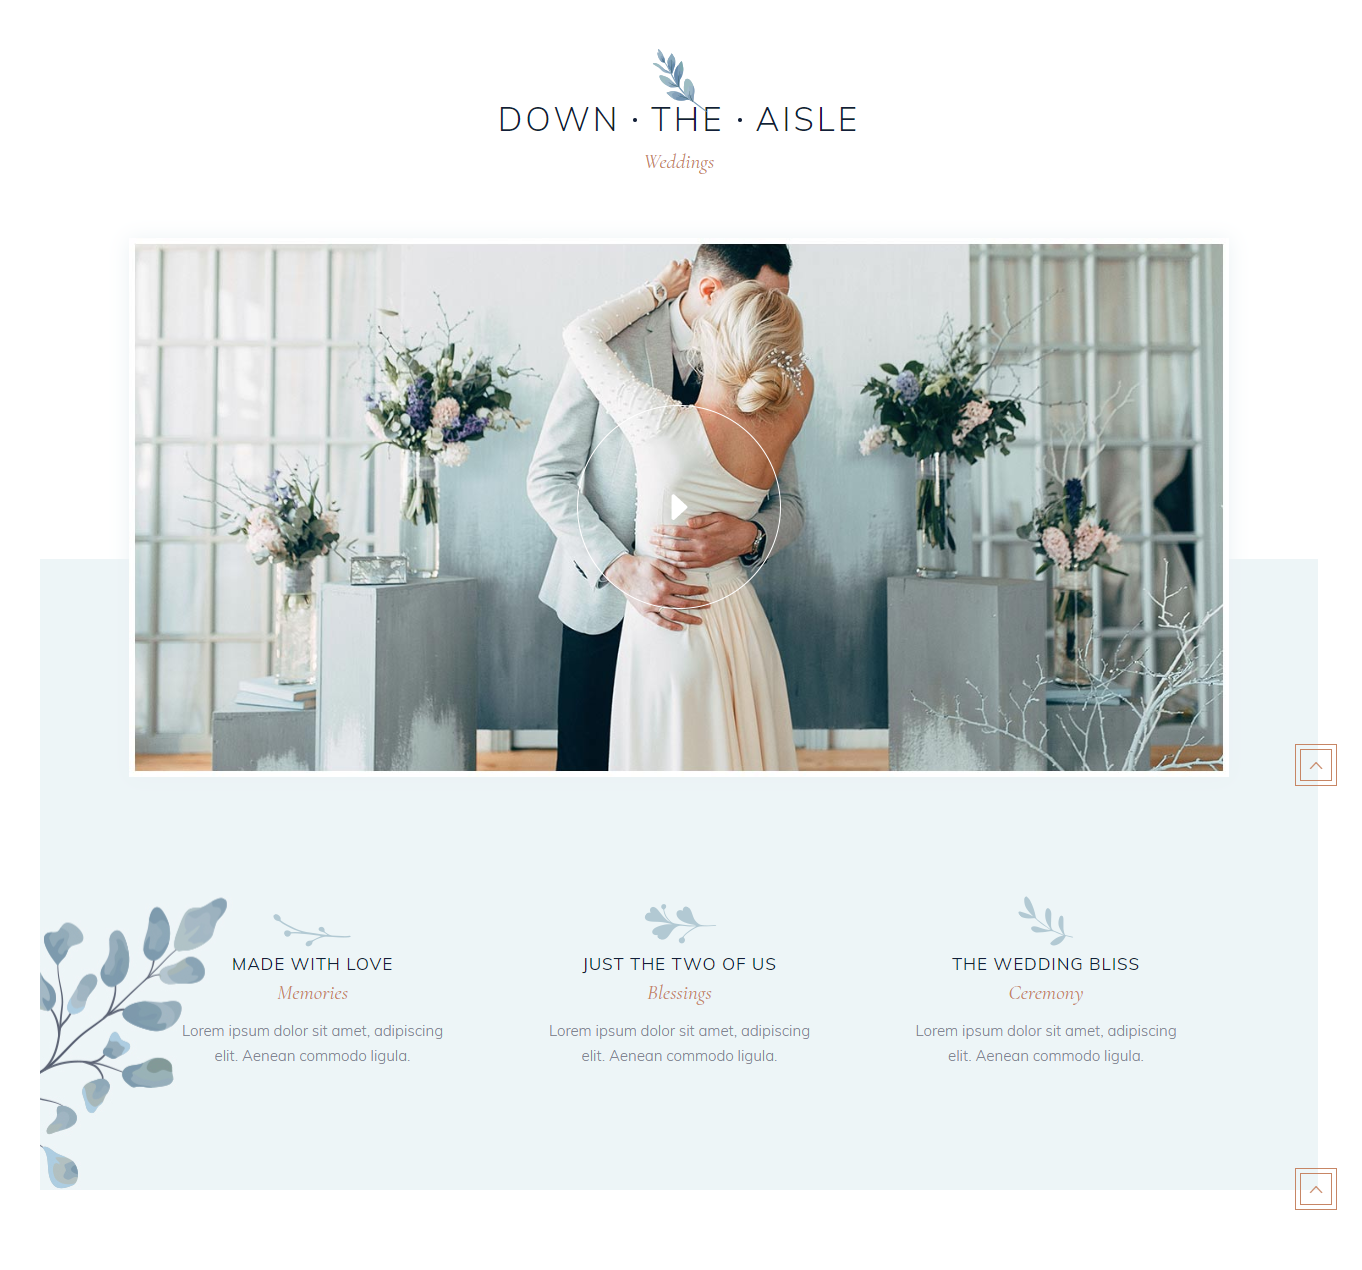 DOWN · THE · AISLE
Weddings
MADE WITH LOVE
Memories
Lorem ipsum dolor sit amet, adipiscing
elit. Aenean commodo ligula.
JUST THE TWO OF US
Blessings
Lorem ipsum dolor sit amet, adipiscing
elit. Aenean commodo ligula.
THE WEDDING BLISS
Ceremony
Lorem ipsum dolor sit amet, adipiscing
elit. Aenean commodo ligula.